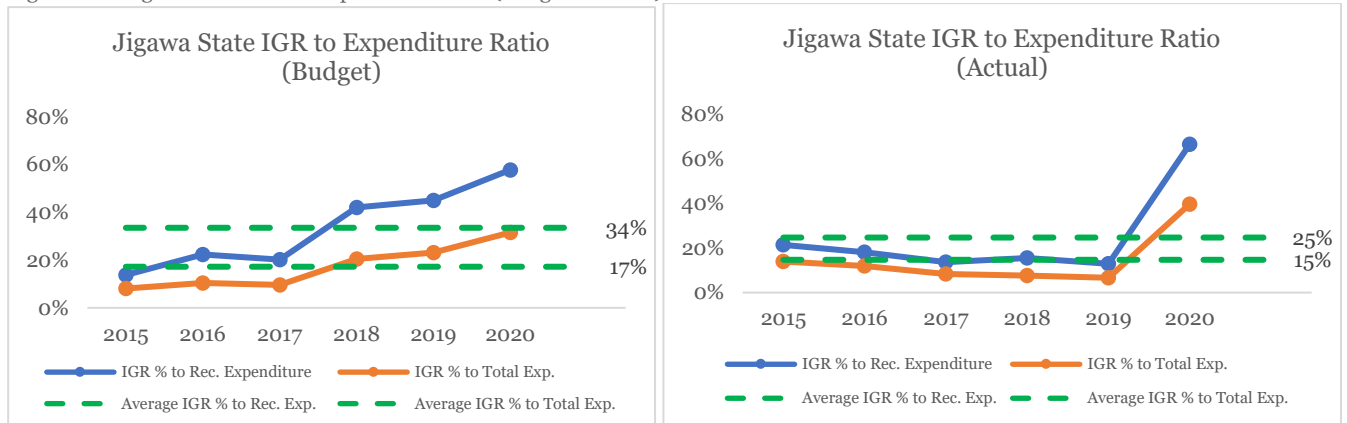 Jigawa State IGR to Expenditure Ratio
(Budget)
80%
60%
40%
20%
0%
34%
17%
2015 2016 2017 2018 2019 2020
IGR % to Rec. Expenditure
IGR % to Total Exp.
Average IGR % to Rec. Exp.
Average IGR % to Total Exp.
Jigawa State IGR to Expenditure Ratio
(Actual)
80%
60%
40%
20%
0%
25%
15%
2015 2016 2017 2018 2019 2020
IGR % to Rec. Expenditure
IGR % to Total Exp.
Average IGR % to Rec. Exp.
Average IGR % to Total Exp.